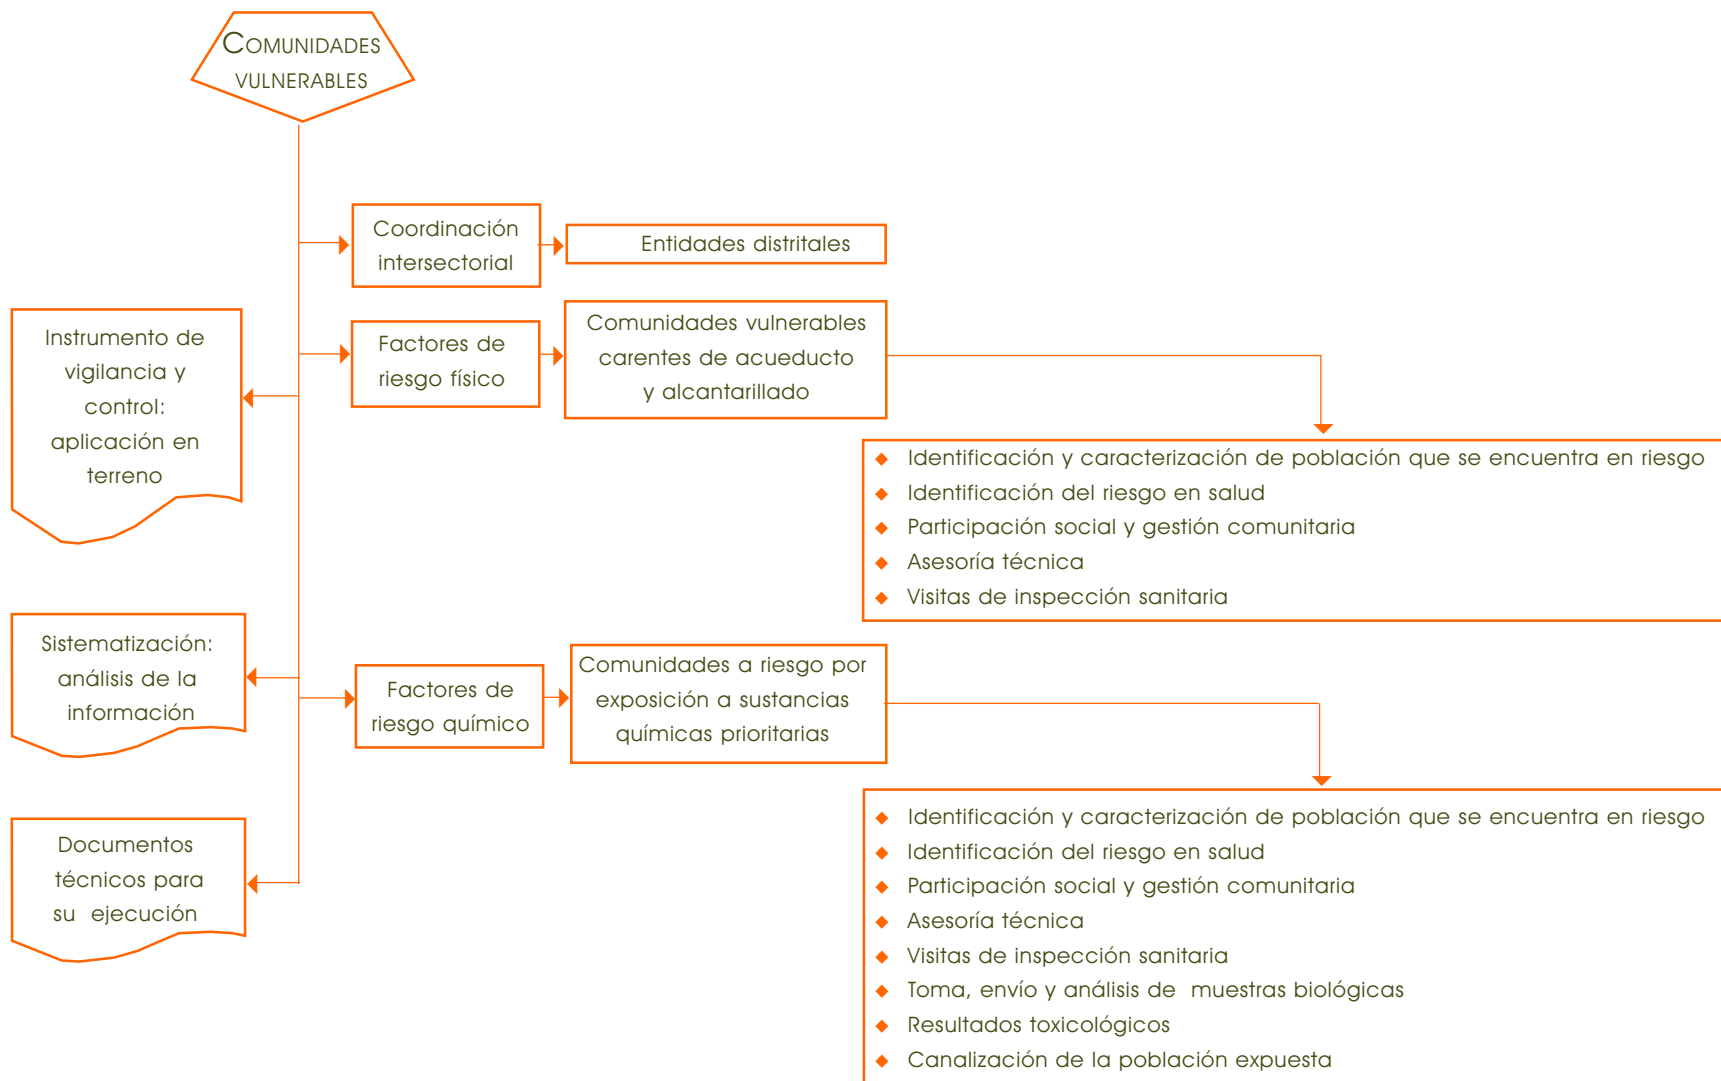 COMUNIDADES
VULNERABLES
Coordinación
intersectorial
Entidades distritales
Instrumento de
vigilancia y
control:
aplicación en
terreno
Factores de
riesgo físico
Comunidades vulnerables
carentes de acueducto
y alcantarillado
◆ Identificación y caracterización de población que se encuentra en riesgo
◆ Identificación del riesgo en salud
◆ Participación social y gestión comunitaria
◆ Asesoría técnica
◆ Visitas de inspección sanitaria
Sistematización:
análisis de la
información
Factores de
riesgo químico
Comunidades a riesgo por
exposición a sustancias
químicas prioritarias
◆ Identificación y caracterización de población que se encuentra en riesgo
◆ Identificación del riesgo en salud
◆ Participación social y gestión comunitaria
◆ Asesoría técnica
◆ Visitas de inspección sanitaria
◆ Toma, envío y análisis de muestras biológicas
◆ Resultados toxicológicos
◆ Canalización de la población expuesta
Documentos
técnicos para
su ejecución